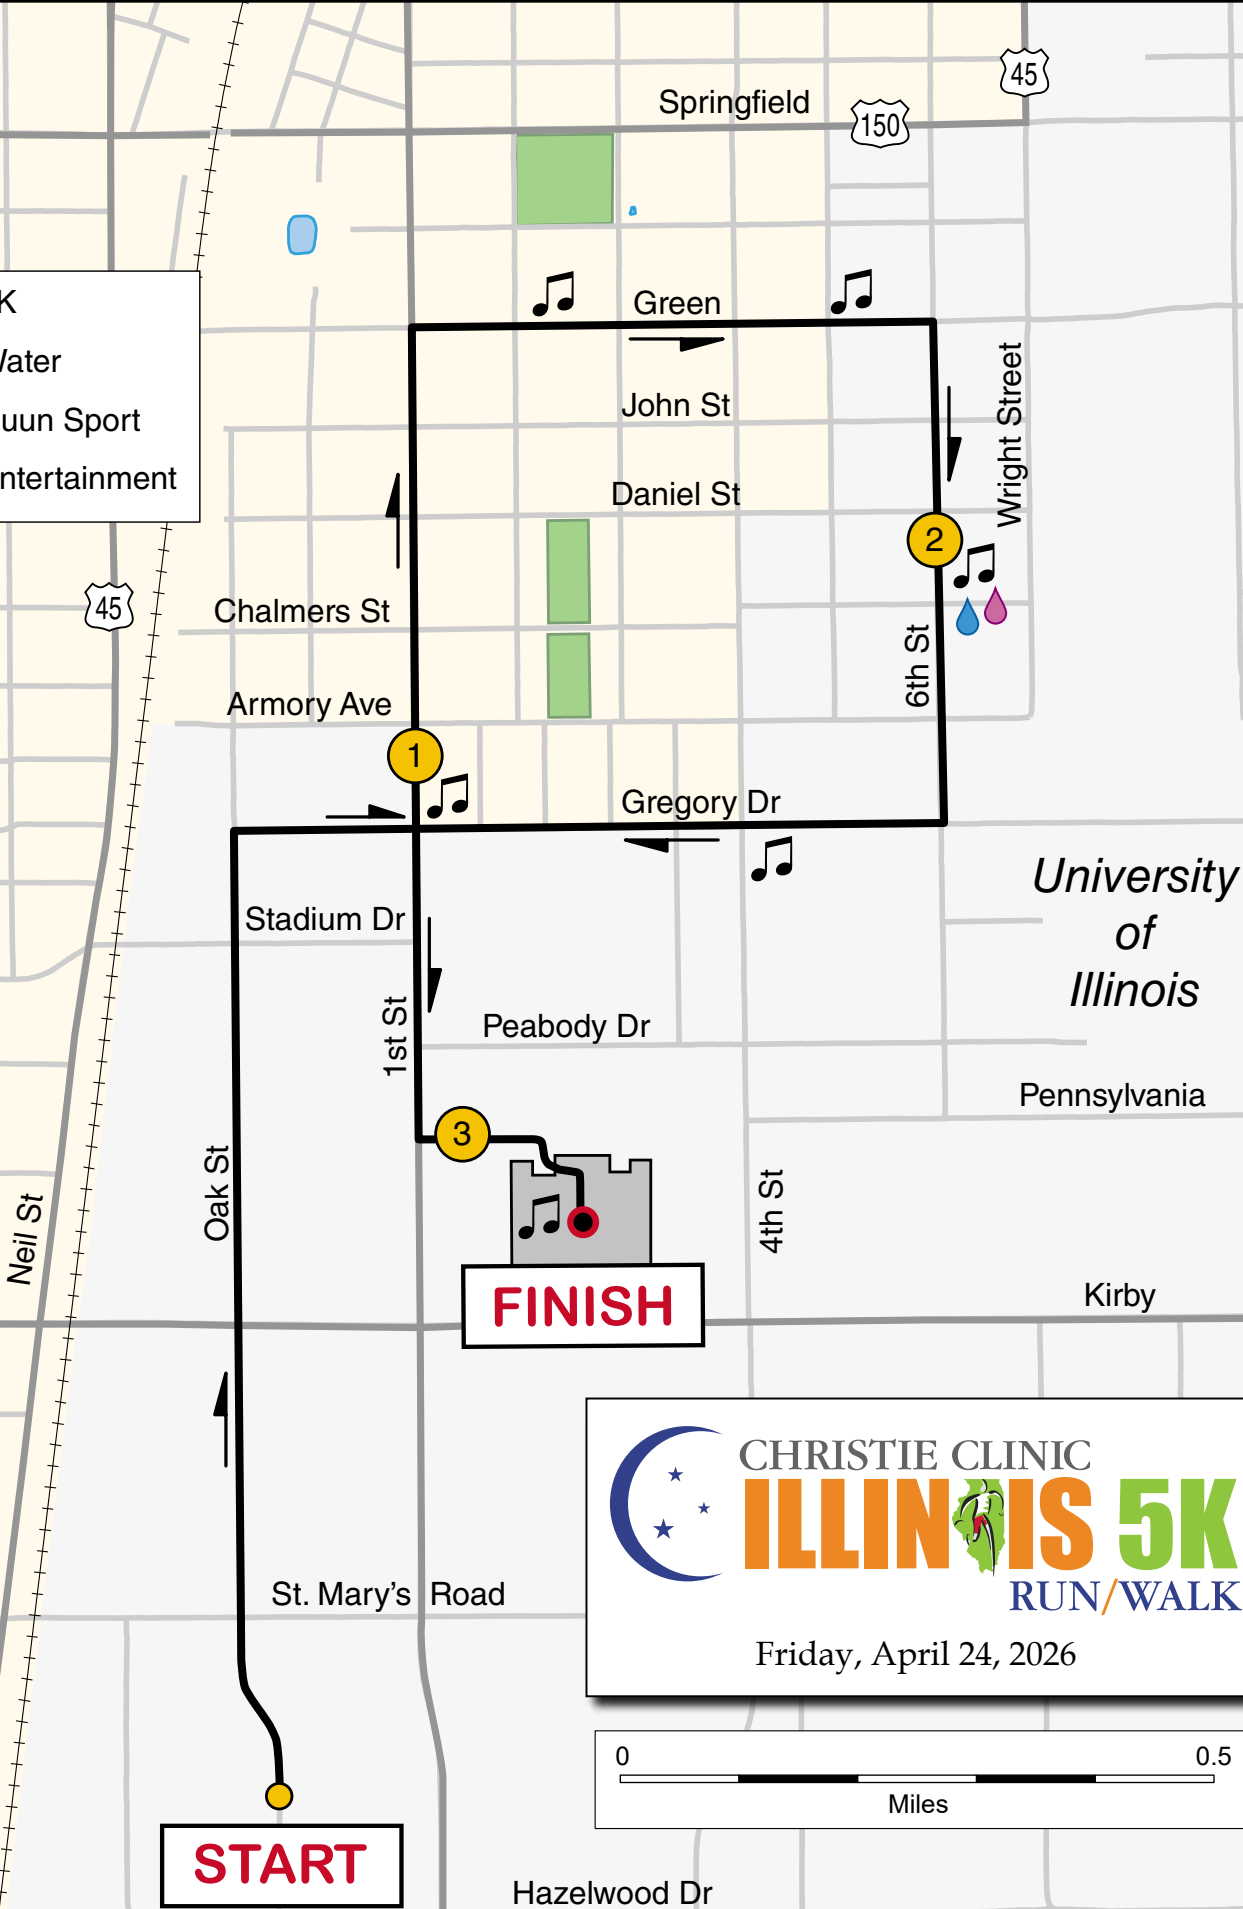 45
Springfield
150
K
Water
uun Sport
ntertainment
Green
John St
Wright Street
Daniel St
2
45
Chalmers St
6th St
Armory Ave
1
Gregory Dr
University
of
Illinois
Stadium Dr
1st St
Peabody Dr
Pennsylvania
3
Oak St
4th St
Neil St
Kirby
FINISH
CHRISTIE CLINIC
ILLINOIS 5K
RUN/WALK
Friday, April 24, 2026
St. Mary's Road
0 0.5
Miles
START
Hazelwood Dr